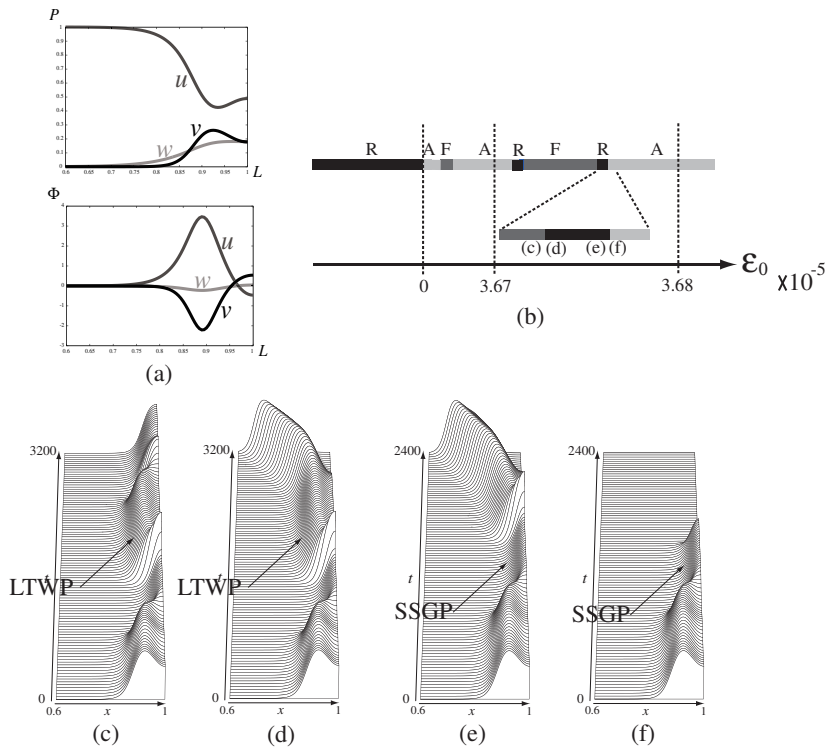 P
1
0.9
0.8
0.7
0.6
0.5
0.4
0.3
0.2
0.1
0
u
w
v
0.6 0.65 0.7 0.75 0.8 0.85 0.9 0.95 1
L
Φ
4
3
2
1
0
-1
-2
-3
u
w
v
0.6 0.65 0.7 0.75 0.8 0.85 0.9 0.95 1
L
(a)
R A F A R F R A
(c) (d) (e) (f)
ε0 ×10-5
0 3.67 3.68
(b)
3200
LTWP
t
0
0.6 x 1
(c)
3200
LTWP
t
0
0.6 x 1
(d)
2400
t
SSGP
0
0.6 x 1
(e)
2400
t
SSGP
0
0.6 x 1
(f)